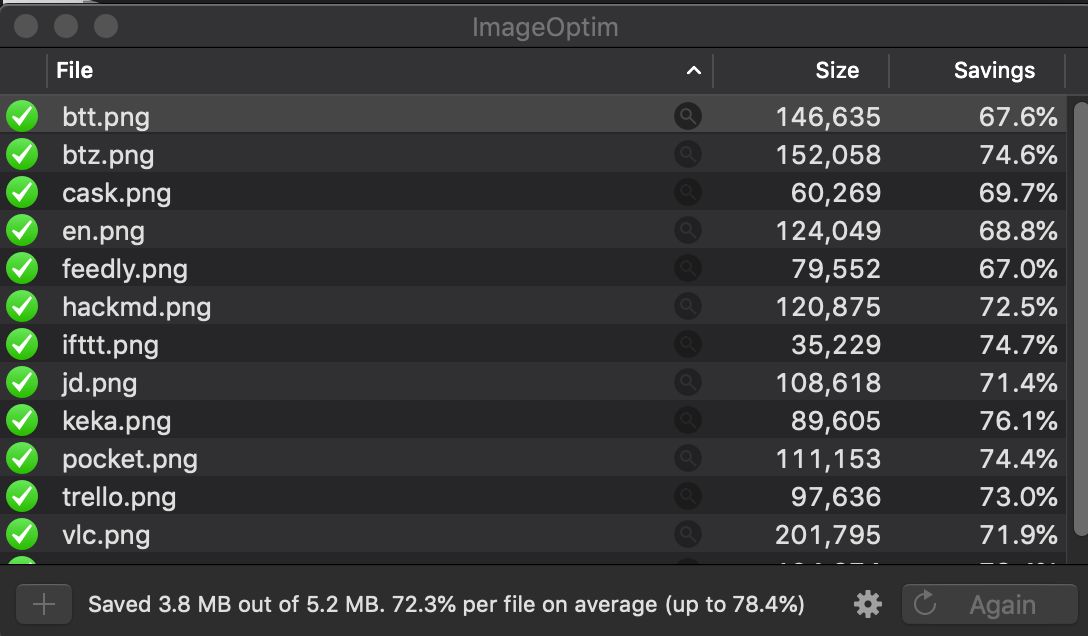 ImageOptim
File Size Savings
btt.png 146,635 67.6%
btz.png 152,058 74.6%
cask.png 60,269 69.7%
en.png 124,049 68.8%
feedly.png 79,552 67.0%
hackmd.png 120,875 72.5%
ifttt.png 35,229 74.7%
jd.png 108,618 71.4%
keka.png 89,605 76.1%
pocket.png 111,153 74.4%
trello.png 97,636 73.0%
vlc.png 201,795 71.9%
Saved 3.8 MB out of 5.2 MB. 72.3% per file on average (up to 78.4%) Again